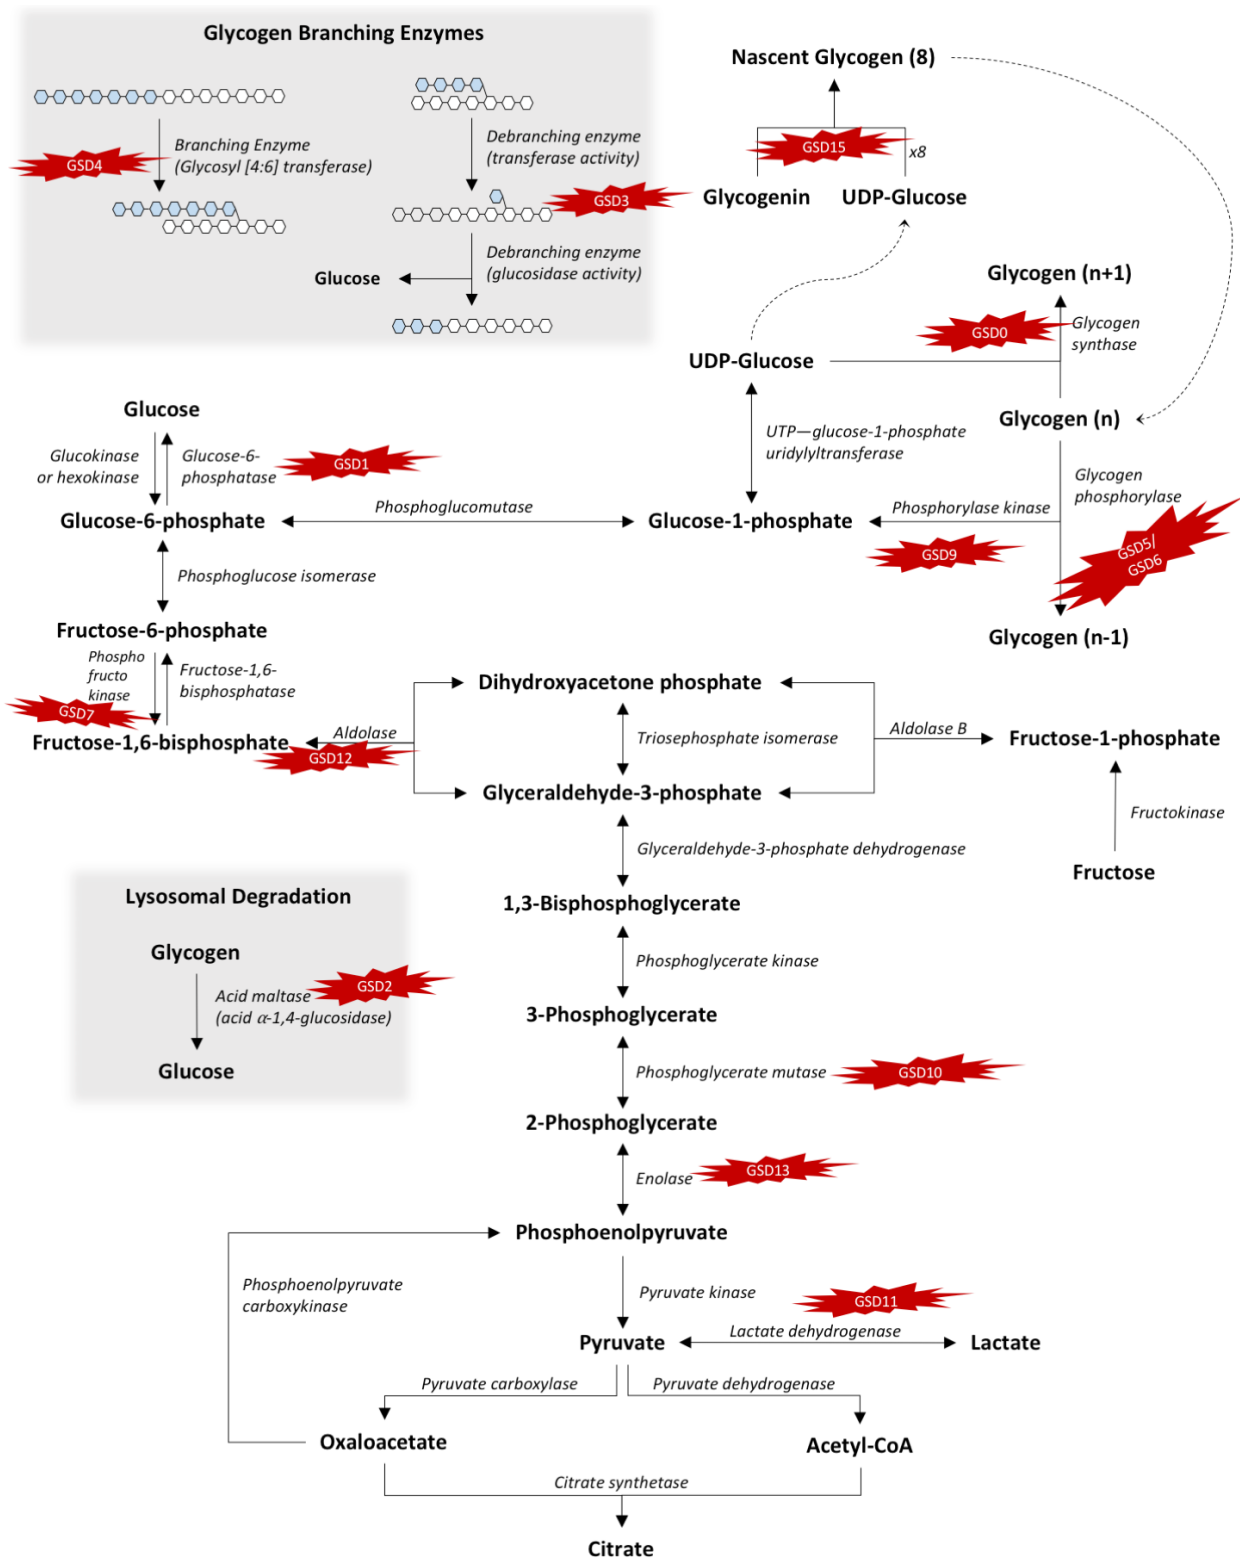 Glycogen Branching Enzymes
Branching Enzyme
(Glycosyl [4:6] transferase)
GSD4
Debranching enzyme
(transferase activity)
GSD3
Debranching enzyme
(glucosidase activity)
Glucose
Nascent Glycogen (8)
GSD15
x8
Glycogenin
UDP-Glucose
Glycogen (n+1)
GSD0
Glycogen
synthase
UDP-Glucose
Glycogen (n)
UTP—glucose-1-phosphate
uridylyltransferase
Glycogen
phosphorylase
Glucose
Glucokinase
or hexokinase
Glucose-6-
phosphatase
GSD1
Glucose-6-phosphate
Phosphoglucomutase
Glucose-1-phosphate
Phosphorylase kinase
GSD9
GSD5/
GSD6
Glycogen (n-1)
Phosphoglucose isomerase
Fructose-6-phosphate
Phospho
fructo
kinase
Fructose-1,6-
bisphosphatase
GSD7
Fructose-1,6-bisphosphate
Aldolase
GSD12
Dihydroxyacetone phosphate
Triosephosphate isomerase
Aldolase B
Fructose-1-phosphate
Glyceraldehyde-3-phosphate
Fructokinase
Fructose
Glyceraldehyde-3-phosphate dehydrogenase
1,3-Bisphosphoglycerate
Phosphoglycerate kinase
3-Phosphoglycerate
Phosphoglycerate mutase
GSD10
2-Phosphoglycerate
Enolase
GSD13
Phosphoenolpyruvate
Lysosomal Degradation
Glycogen
Acid maltase
(acid α-1,4-glucosidase)
GSD2
Glucose
Phosphoenolpyruvate
carboxykinase
Pyruvate kinase
GSD11
Pyruvate
Lactate dehydrogenase
Lactate
Pyruvate carboxylase
Pyruvate dehydrogenase
Oxaloacetate
Acetyl-CoA
Citrate synthetase
Citrate